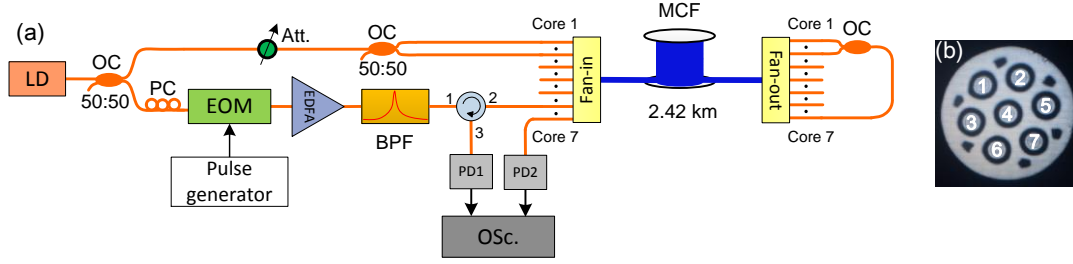 (a)
LD
OC
50:50
PC
EOM
Pulse
generator
EDFA
BPF
Att.
OC
50:50
1
2
3
PD1
PD2
OSc.
Core 1
Core 7
Fan-in
MCF
2.42 km
Fan-out
Core 1
Core 7
OC
(b)
1
2
3
4
5
6
7